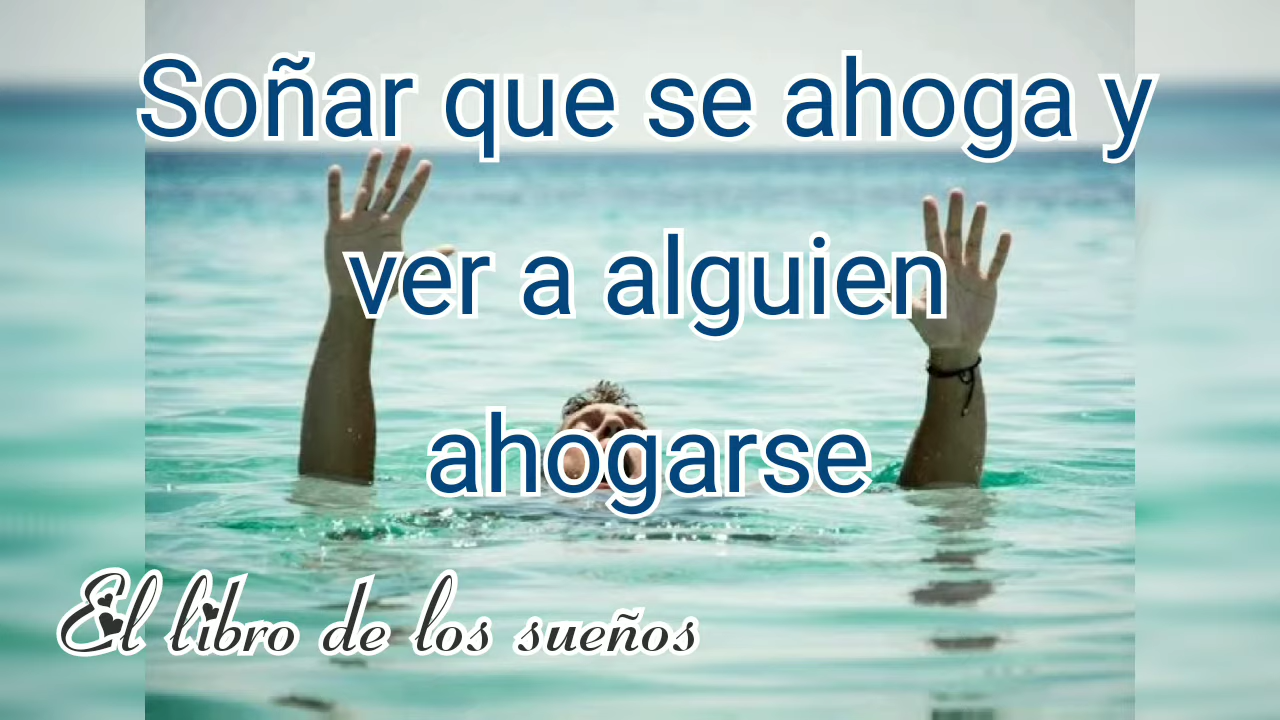 Soñar que se ahoga y
ver a alguien
ahogarse
El libro de los sueños